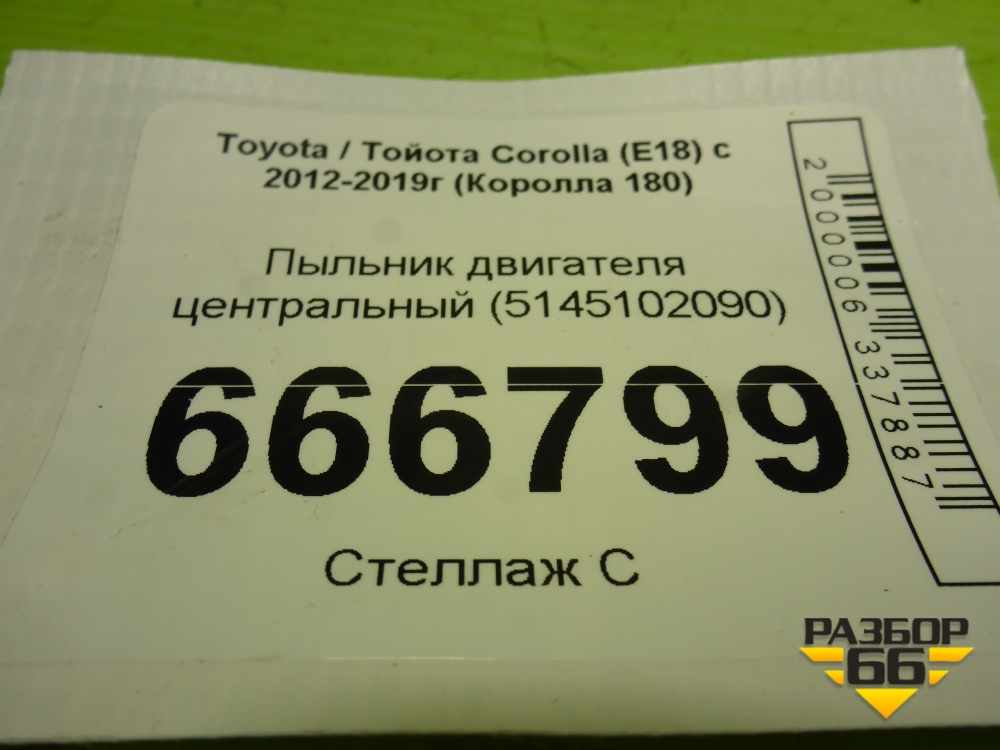 Toyota / Тойота Corolla (E18) с
2012-2019г (Королла 180)
Пыльник двигателя
центральный (5145102090)
666799
Стеллаж С
2000006337887
РАЗБОР
66